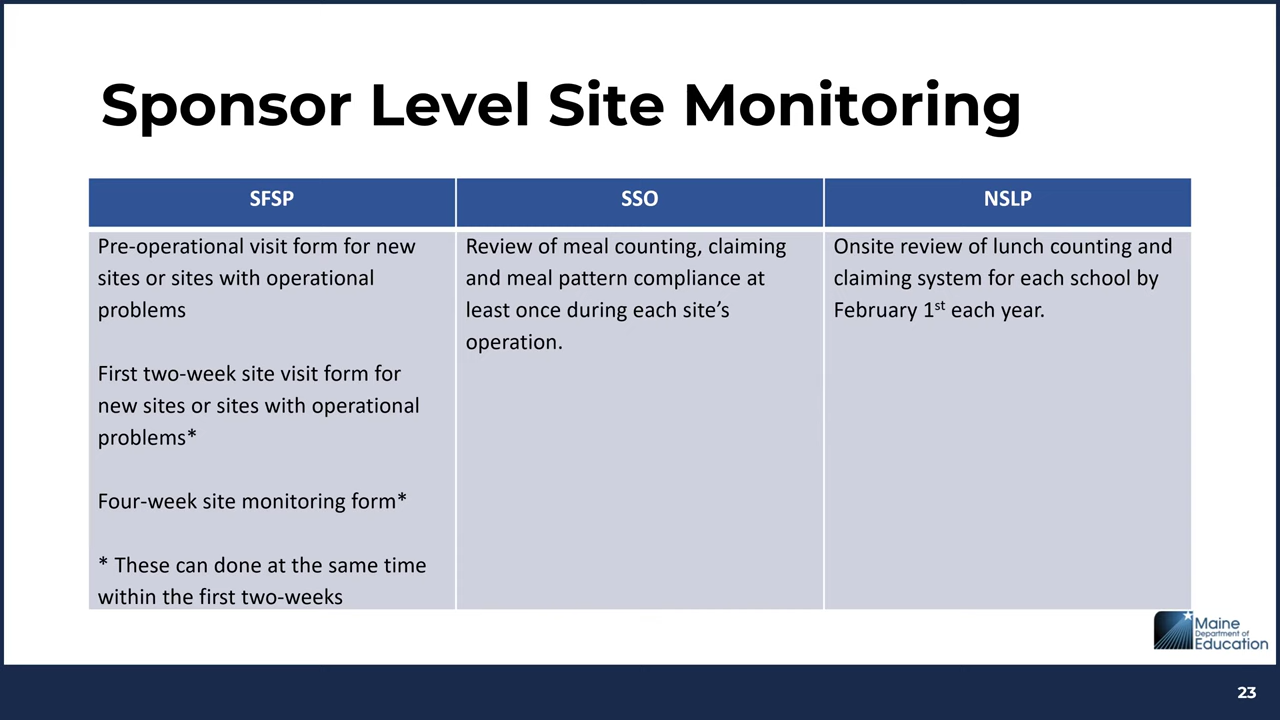 Sponsor Level Site Monitoring
SFSP
SSO
NSLP
Pre-operational visit form for new
sites or sites with operational
problems
First two-week site visit form for
new sites or sites with operational
problems*
Four-week site monitoring form*
* These can done at the same time
within the first two-weeks
Review of meal counting, claiming
and meal pattern compliance at
least once during each site’s
operation.
Onsite review of lunch counting and
claiming system for each school by
February 1st each year.
Maine
Department of
Education
23